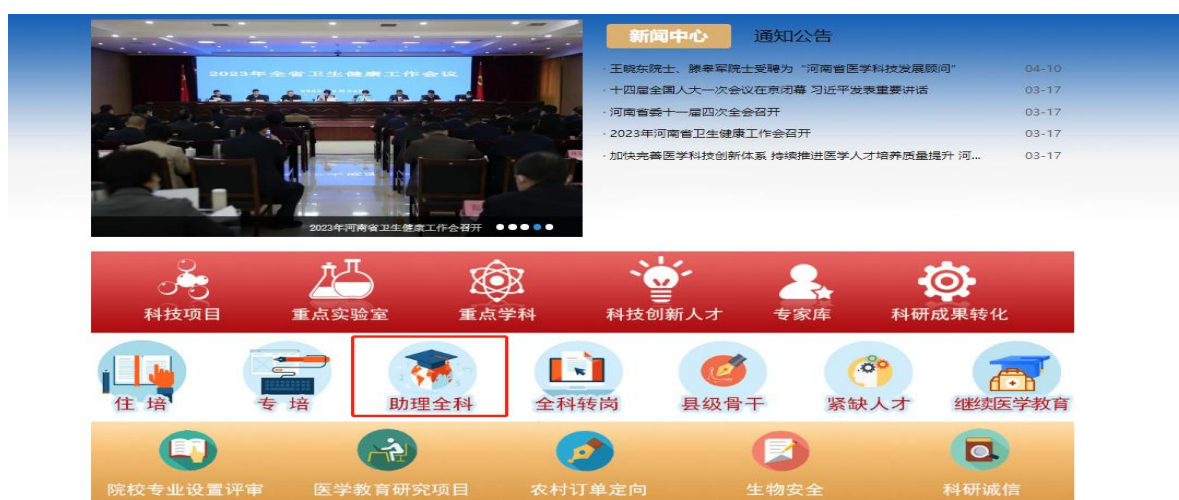 新闻中心
通知公告
2023年全省卫生健康工作会议
· 王晓东院士、滕皋军院士受聘为“河南省医学科技发展顾问” 04-10
· 十四届全国人大一次会议在京闭幕 习近平发表重要讲话 03-17
· 河南省委十一届四次全会召开 03-17
· 2023年河南省卫生健康工作会召开 03-17
· 加快完善医学科技创新体系 持续推进医学人才培养质量提升 河... 03-17
2023年河南省卫生健康工作会召开
科技项目
重点实验室
重点学科
科技创新人才
专家库
科研成果转化
住 培
专 培
助理全科
全科转岗
县级骨干
紧缺人才
继续医学教育
院校专业设置评审
医学教育研究项目
农村订单定向
生物安全
科研诚信